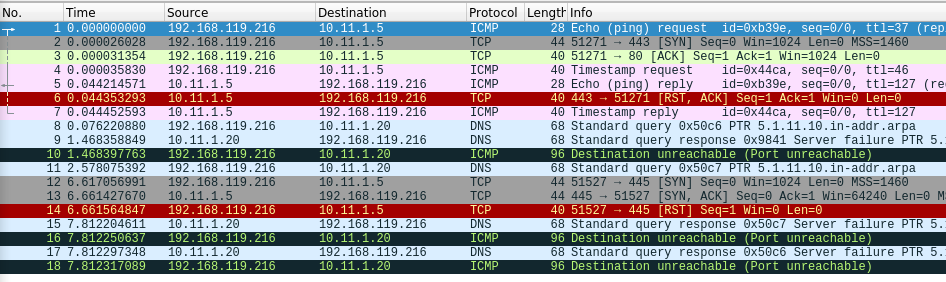 No. Time Source Destination Protocol Length Info
1 0.000000000 192.168.119.216 10.11.1.5 ICMP 28 Echo (ping) request id=0xb39e, seq=0/0, ttl=37 (rep
2 0.000026028 192.168.119.216 10.11.1.5 TCP 44 51271 → 443 [SYN] Seq=0 Win=1024 Len=0 MSS=1460
3 0.000031354 192.168.119.216 10.11.1.5 TCP 40 51271 → 80 [ACK] Seq=1 Ack=1 Win=1024 Len=0
4 0.000035830 192.168.119.216 10.11.1.5 ICMP 40 Timestamp request id=0x44ca, seq=0/0, ttl=46
5 0.044214571 10.11.1.5 192.168.119.216 ICMP 28 Echo (ping) reply id=0xb39e, seq=0/0, ttl=127 (re
6 0.044353293 10.11.1.5 192.168.119.216 TCP 40 443 → 51271 [RST, ACK] Seq=1 Ack=1 Win=0 Len=0
7 0.044452593 10.11.1.5 192.168.119.216 ICMP 40 Timestamp reply id=0x44ca, seq=0/0, ttl=127
8 0.076220880 192.168.119.216 10.11.1.20 DNS 68 Standard query 0x50c6 PTR 5.1.11.10.in-addr.arpa
9 1.468358849 10.11.1.20 192.168.119.216 DNS 68 Standard query response 0x9841 Server failure PTR 5.
10 1.468397763 192.168.119.216 10.11.1.20 ICMP 96 Destination unreachable (Port unreachable)
11 2.578075392 192.168.119.216 10.11.1.20 DNS 68 Standard query 0x50c7 PTR 5.1.11.10.in-addr.arpa
12 6.617056991 192.168.119.216 10.11.1.5 TCP 44 51527 → 445 [SYN] Seq=0 Win=1024 Len=0 MSS=1460
13 6.661427670 10.11.1.5 192.168.119.216 TCP 44 445 → 51527 [SYN, ACK] Seq=0 Ack=1 Win=64240 Len=0 M
14 6.661564847 192.168.119.216 10.11.1.5 TCP 40 51527 → 445 [RST] Seq=1 Win=0 Len=0
15 7.812204611 10.11.1.20 192.168.119.216 DNS 68 Standard query response 0x50c7 Server failure PTR 5.
16 7.812250637 192.168.119.216 10.11.1.20 ICMP 96 Destination unreachable (Port unreachable)
17 7.812297348 10.11.1.20 192.168.119.216 DNS 68 Standard query response 0x50c6 Server failure PTR 5.
18 7.812317089 192.168.119.216 10.11.1.20 ICMP 96 Destination unreachable (Port unreachable)